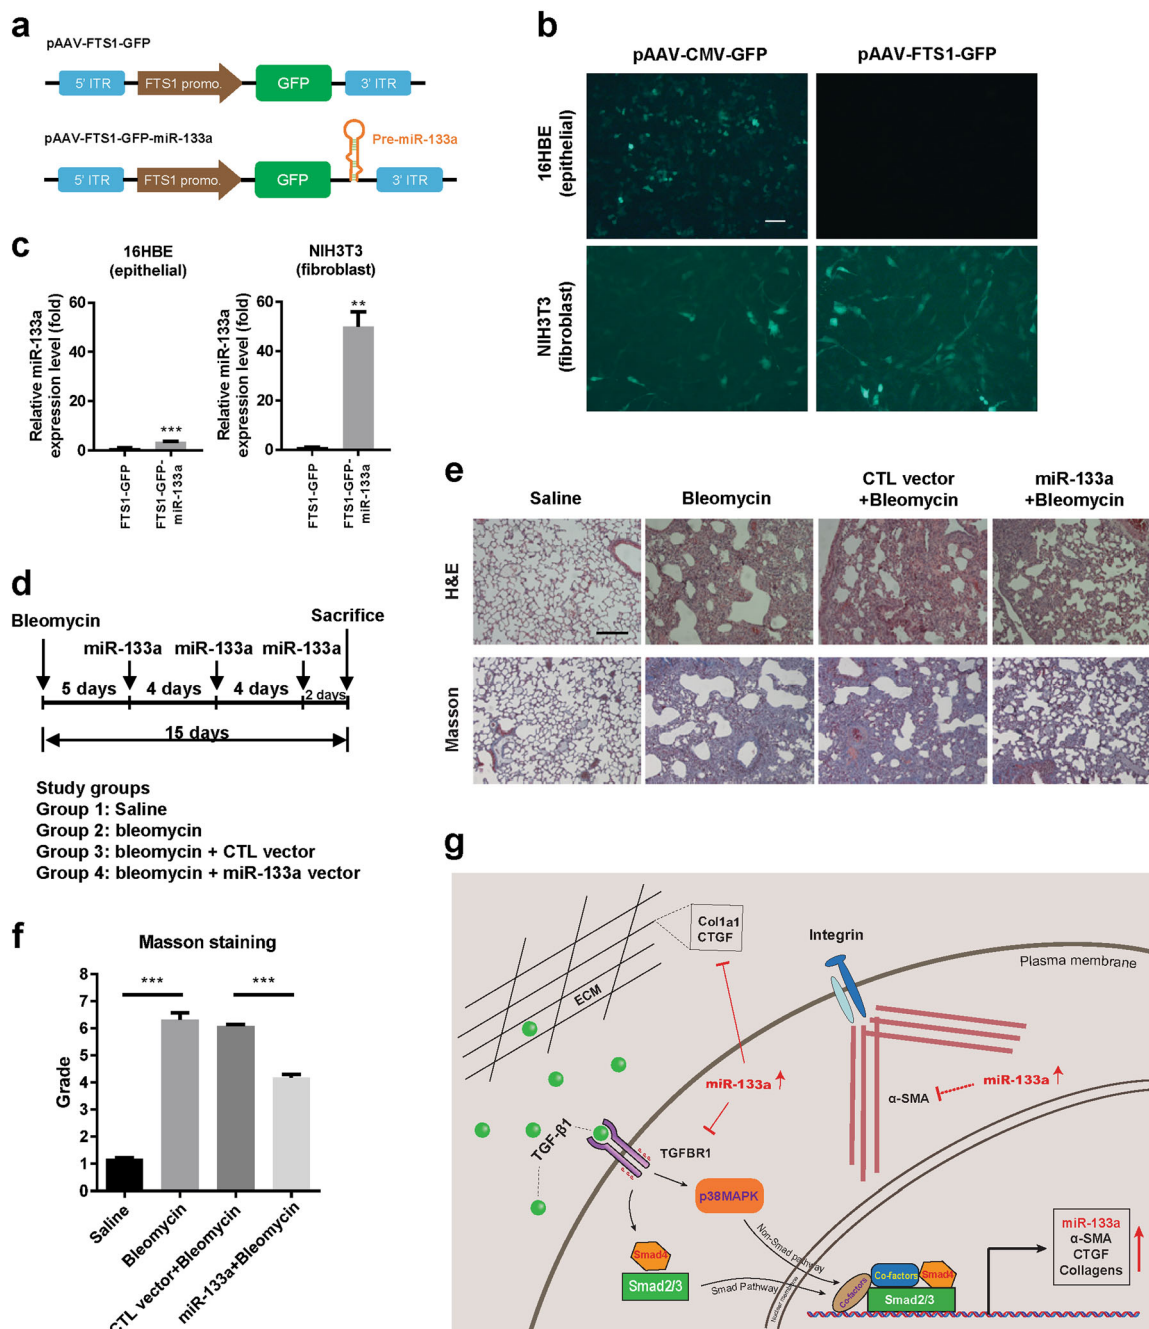 a
pAAV-FTS1-GFP
5' ITR
FTS1 promo.
GFP
3' ITR
pAAV-FTS1-GFP-miR-133a
Pre-miR-133a
5' ITR
FTS1 promo.
GFP
3' ITR
b
pAAV-CMV-GFP
pAAV-FTS1-GFP
16HBE
(epithelial)
NIH3T3
(fibroblast)
c
16HBE
(epithelial)
Relative miR-133a
expression level (fold)
60
40
20
0
***
FTS1-GFP
FTS1-GFP-
miR-133a
NIH3T3
(fibroblast)
Relative miR-133a
expression level (fold)
60
40
20
0
**
FTS1-GFP
FTS1-GFP-
miR-133a
d
Bleomycin
Sacrifice
miR-133a
miR-133a
miR-133a
5 days
4 days
4 days
2 days
15 days
Study groups
Group 1: Saline
Group 2: bleomycin
Group 3: bleomycin + CTL vector
Group 4: bleomycin + miR-133a vector
e
Saline
Bleomycin
CTL vector
+Bleomycin
miR-133a
+Bleomycin
H&E
Masson
f
Masson staining
Grade
8
7
6
5
4
3
2
1
0
***
***
Saline
Bleomycin
CTL vector+Bleomycin
miR-133a+Bleomycin
g
Col1a1
CTGF
ECM
Integrin
Plasma membrane
miR-133a
miR-133a
α-SMA
TGF-β1
TGFBR1
p38MAPK
Non-Smad pathway
Smad4
Smad2/3
Smad Pathway
Nuclear membrane
Co-factors
Co-factors
Smad4
Smad2/3
miR-133a
α-SMA
CTGF
Collagens